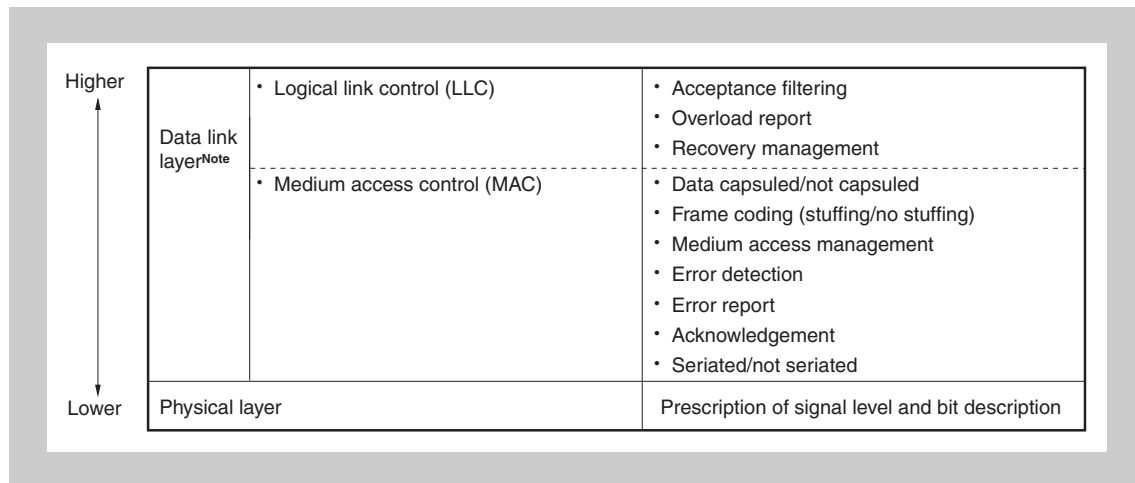 Higher
Data link
layerNote
• Logical link control (LLC)
• Acceptance filtering
• Overload report
• Recovery management
• Medium access control (MAC)
• Data capsuled/not capsuled
• Frame coding (stuffing/no stuffing)
• Medium access management
• Error detection
• Error report
• Acknowledgement
• Seriated/not seriated
Lower
Physical layer
Prescription of signal level and bit description